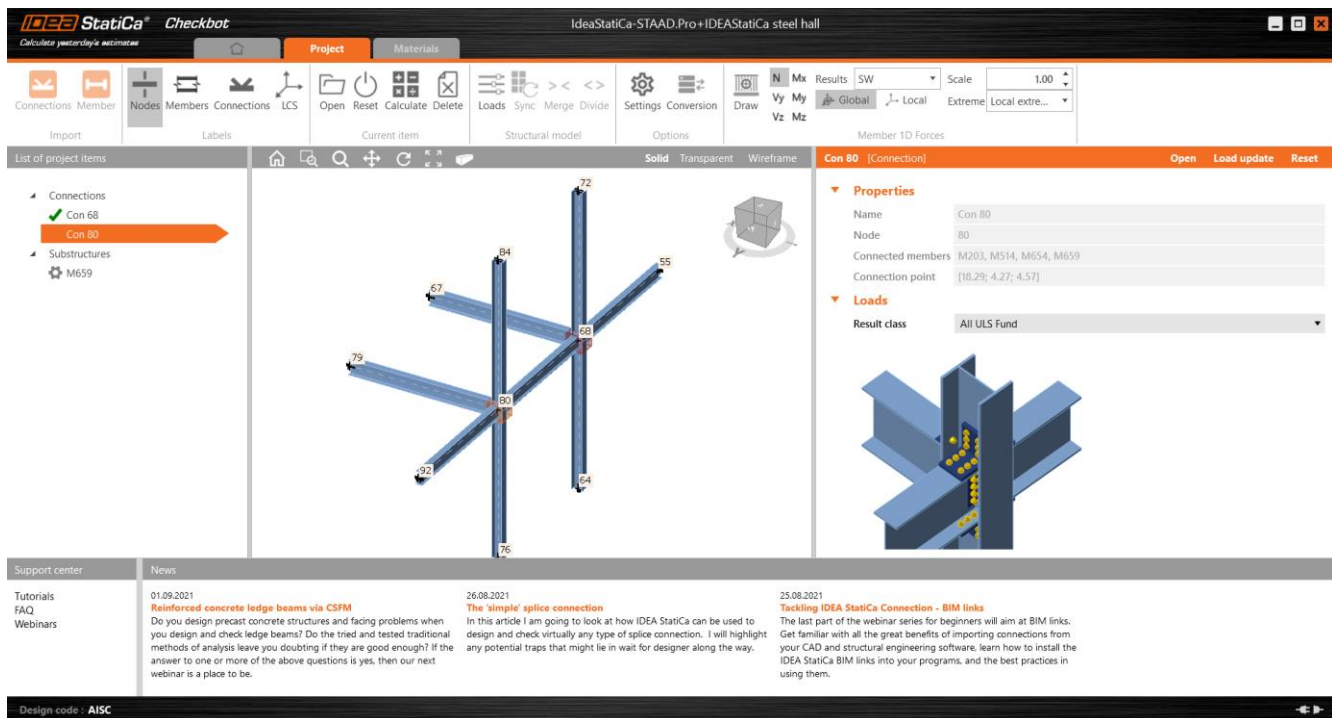 IDEA StatiCa® Checkbot
IdeaStatiCa-STAAD.Pro+IDEAStatiCa steel hall
Calculate yesterday's estimates
Project Materials
Connections Member Nodes Members Connections LCS Open Reset Calculate Delete Loads Sync Merge Divide Settings Conversion Draw
N Mx Results SW Scale 1.00
Vy My Global Local Extreme Local extre...
Vz Mz
Import Labels Current item Structural model Options Member 1D Forces
List of project items
Solid Transparent Wireframe
Con 80 [Connection] Open Load update Reset
Connections
Con 68
Con 80
Substructures
M659
72
84
55
67
68
79
80
92
64
76
Properties
Name Con 80
Node 80
Connected members M203, M514, M654, M659
Connection point [18.29; 4.27; 4.57]
Loads
Result class All ULS Fund
Support center
Tutorials
FAQ
Webinars
News
01.09.2021
Reinforced concrete ledge beams via CSFM
Do you design precast concrete structures and facing problems when
you design and check ledge beams? Do the tried and tested traditional
methods of analysis leave you doubting if they are good enough? If the
answer to one or more of the above questions is yes, then our next
webinar is a place to be.
26.08.2021
The 'simple' splice connection
In this article I am going to look at how IDEA StatiCa can be used to
design and check virtually any type of splice connection. I will highlight
any potential traps that might lie in wait for designer along the way.
25.08.2021
Tackling IDEA StatiCa Connection - BIM links
The last part of the webinar series for beginners will aim at BIM links.
Get familiar with all the great benefits of importing connections from
your CAD and structural engineering software, learn how to install the
IDEA StatiCa BIM links into your programs, and the best practices in
using them.
Design code : AISC